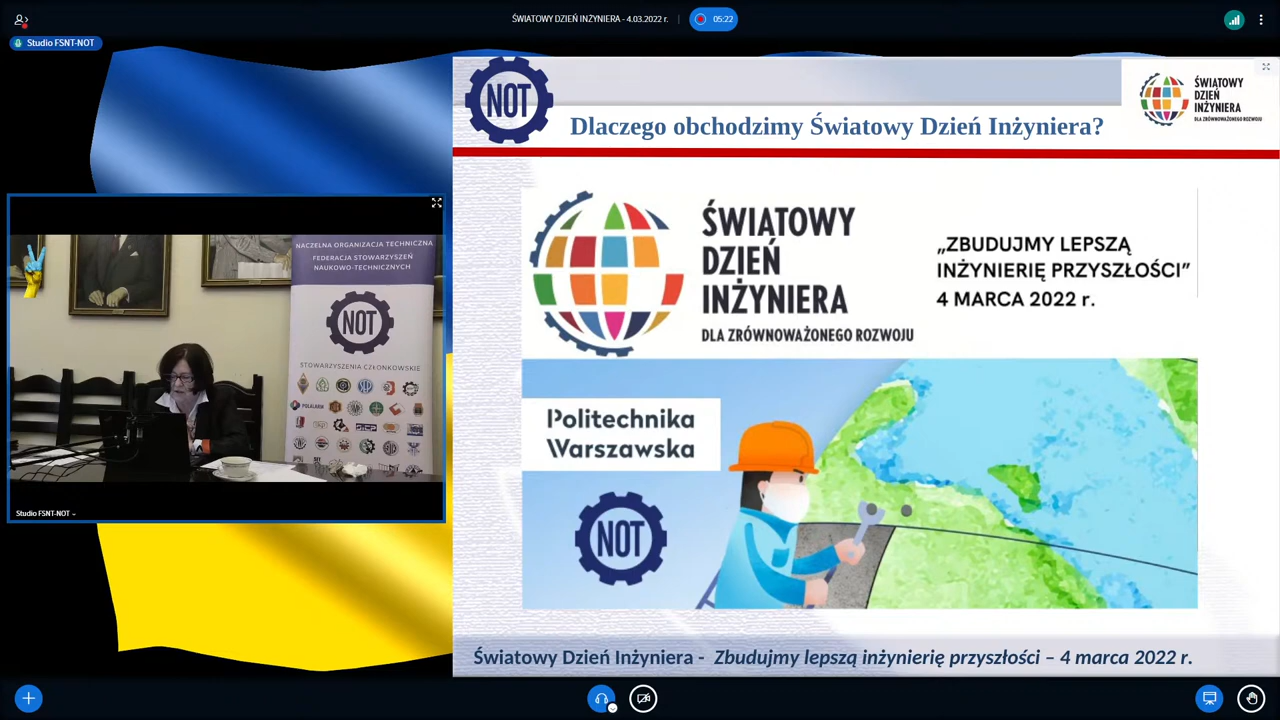 ŚWIATOWY DZIEŃ INŻYNIERA - 4.03.2022 r.
05:22
Studio FSNT-NOT
NOT
ŚWIATOWY
DZIEŃ
INŻYNIERA
DLA ZRÓWNOWAŻONEGO ROZWOJU
Dlaczego obchodzimy Światowy Dzień Inżyniera?
NACZELNA ORGANIZACJA TECHNICZNA
FEDERACJA STOWARZYSZEŃ
NAUKOWO-TECHNICZNYCH
NOT
STOWARZYSZENIA CZŁONKOWSKIE
POLALARM
Studio FSNT-NOT
ŚWIATOWY
DZIEŃ
INŻYNIERA
DLA ZRÓWNOWAŻONEGO ROZWOJU
„ZBUDUJMY LEPSZĄ
INŻYNIERIĘ PRZYSZŁOŚCI”
4 MARCA 2022 r.
Politechnika
Warszawska
NOT
Światowy Dzień Inżyniera - Zbudujmy lepszą inżynierię przyszłości – 4 marca 2022 r.